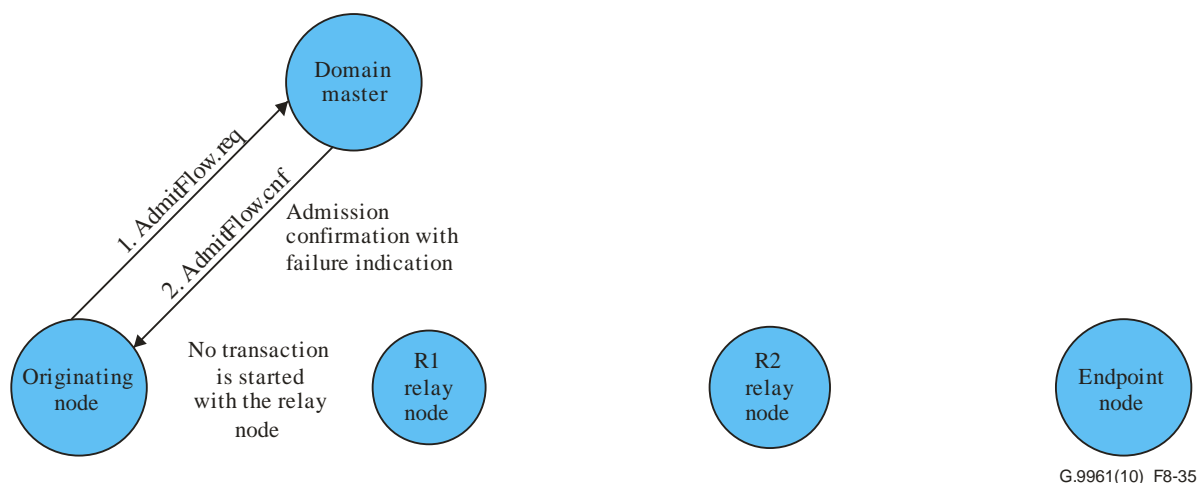 Domain
master
1. AdmitFlow.req
2. AdmitFlow.cnf
Admission
confirmation with
failure indication
Originating
node
No transaction
is started
with the relay
node
R1
relay
node
R2
relay
node
Endpoint
node
G.9961(10)_F8-35